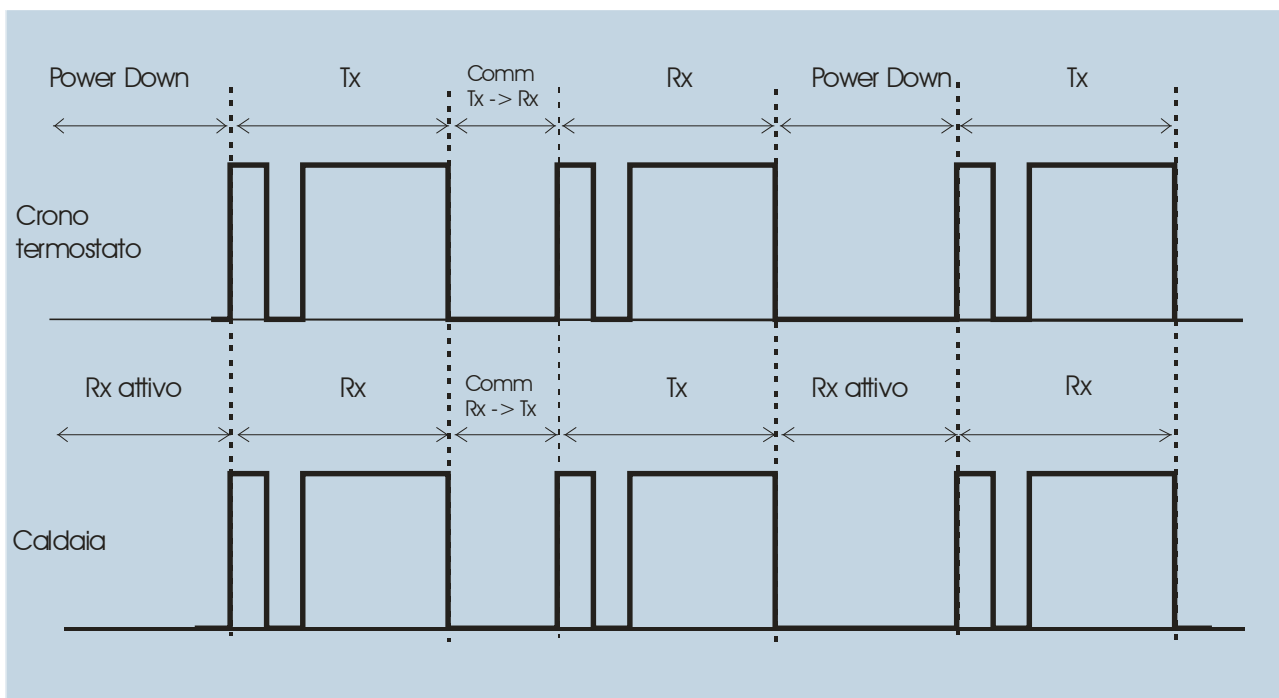 Power Down
Tx
Comm
Tx -> Rx
Rx
Power Down
Tx
Crono
termostato
Rx attivo
Rx
Comm
Rx -> Tx
Tx
Rx attivo
Rx
Caldaia